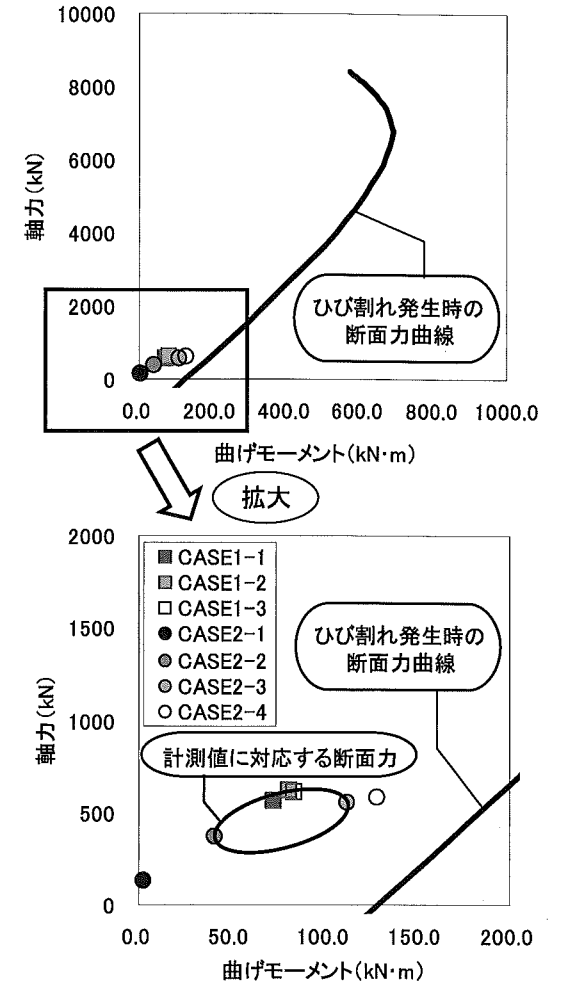 10000
8000
6000
4000
2000
0
軸力(kN)
ひび割れ発生時の
断面力曲線
0.0 200.0 400.0 600.0 800.0 1000.0
曲げモーメント(kN･m)
拡大
2000
1500
1000
500
0
軸力(kN)
CASE1-1
CASE1-2
CASE1-3
CASE2-1
CASE2-2
CASE2-3
CASE2-4
ひび割れ発生時の
断面力曲線
計測値に対応する断面力
0.0 50.0 100.0 150.0 200.0
曲げモーメント(kN･m)